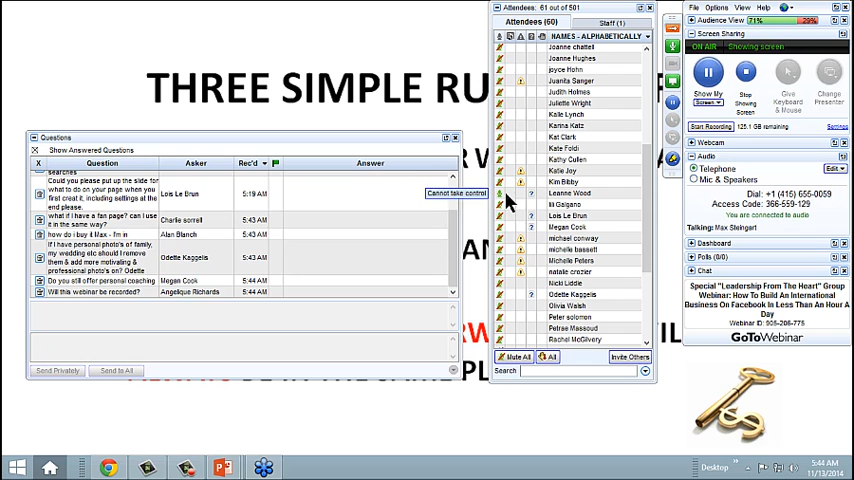 THREE SIMPLE RU
Questions
Show Answered Questions
X Question Asker Rec'd Answer
searches
Could you please put up the side for what to do on your page when you first creat it, including settings at the end please. Lois Le Brun 5:19 AM
what if I have a fan page? can I use it in the same way? Charlie sorrell 5:43 AM
how do i buy it Max - I'm in Alan Blanch 5:43 AM
If I have personal photo's of family, my wedding etc should I remove them & add more motivating & professional photo's on? Odette Odette Kaggelis 5:43 AM
Do you still offer personal coaching Megan Cook 5:44 AM
Will this webinar be recorded? Angelique Richards 5:44 AM
Send Privately Send to All
Cannot take control
Attendees: 61 out of 501
Attendees (60) Staff (1)
NAMES - ALPHABETICALLY
Joanne chattell
Joanne Hughes
joyce Hohn
Juanita Sanger
Judith Holmes
Juliette Wright
Kalie Lynch
Karina Katz
Kat Clark
Kate Foldi
Kathy Cullen
Katie Joy
Kim Bibby
Leanne Wood
lili Galgano
Lois Le Brun
Megan Cook
michael conway
michelle bassett
Michelle Peters
natalie crozier
Nicki Liddle
Odette Kaggelis
Olivia Walsh
Peter solomon
Petrea Massoud
Rachel McGilvery
Mute All All Invite Others
Search
File Options View Help
Audience View 71% 29%
Screen Sharing
ON AIR Showing screen
Show My Screen
Stop Showing Screen
Give Keyboard & Mouse
Change Presenter
Start Recording 125.1 GB remaining Settings
Webcam
Audio
Telephone Edit
Mic & Speakers
Dial: +1 (415) 655-0059
Access Code: 366-559-129
You are connected to audio
Talking: Max Steingart
Dashboard
Polls (0/0)
Chat
Special "Leadership From The Heart" Group
Webinar: How To Build An International
Business On Facebook In Less Than An Hour A
Day
Webinar ID: 905-206-775
GoToWebinar
Desktop
5:44 AM
11/13/2014